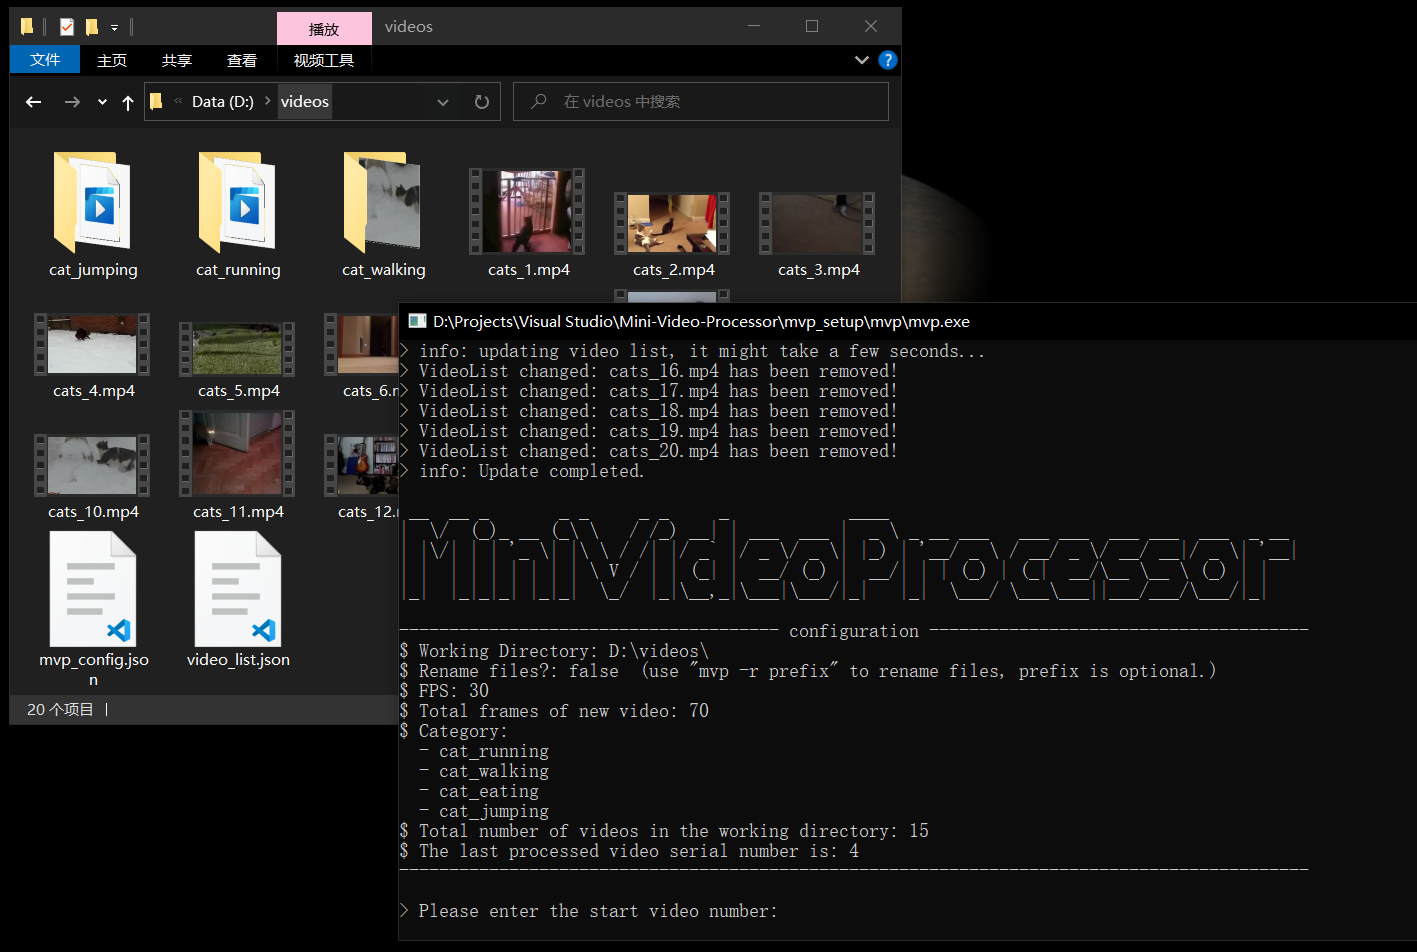 播放
videos
文件
主页
共享
查看
视频工具
?
« Data (D:) > videos
在 videos 中搜索
cat_jumping
cat_running
cat_walking
cats_1.mp4
cats_2.mp4
cats_3.mp4
cats_4.mp4
cats_5.mp4
cats_6.
cats_10.mp4
cats_11.mp4
cats_12.
mvp_config.jso
n
video_list.json
20 个项目
D:\Projects\Visual Studio\Mini-Video-Processor\mvp_setup\mvp\mvp.exe
> info: updating video list, it might take a few seconds...
> VideoList changed: cats_16.mp4 has been removed!
> VideoList changed: cats_17.mp4 has been removed!
> VideoList changed: cats_18.mp4 has been removed!
> VideoList changed: cats_19.mp4 has been removed!
> VideoList changed: cats_20.mp4 has been removed!
> info: Update completed.
MiniVideoProcessor
-------------------------------------- configuration --------------------------------------
$ Working Directory: D:\videos\
$ Rename files?: false  (use "mvp -r prefix" to rename files, prefix is optional.)
$ FPS: 30
$ Total frames of new video: 70
$ Category:
- cat_running
- cat_walking
- cat_eating
- cat_jumping
$ Total number of videos in the working directory: 15
$ The last processed video serial number is: 4
> Please enter the start video number: